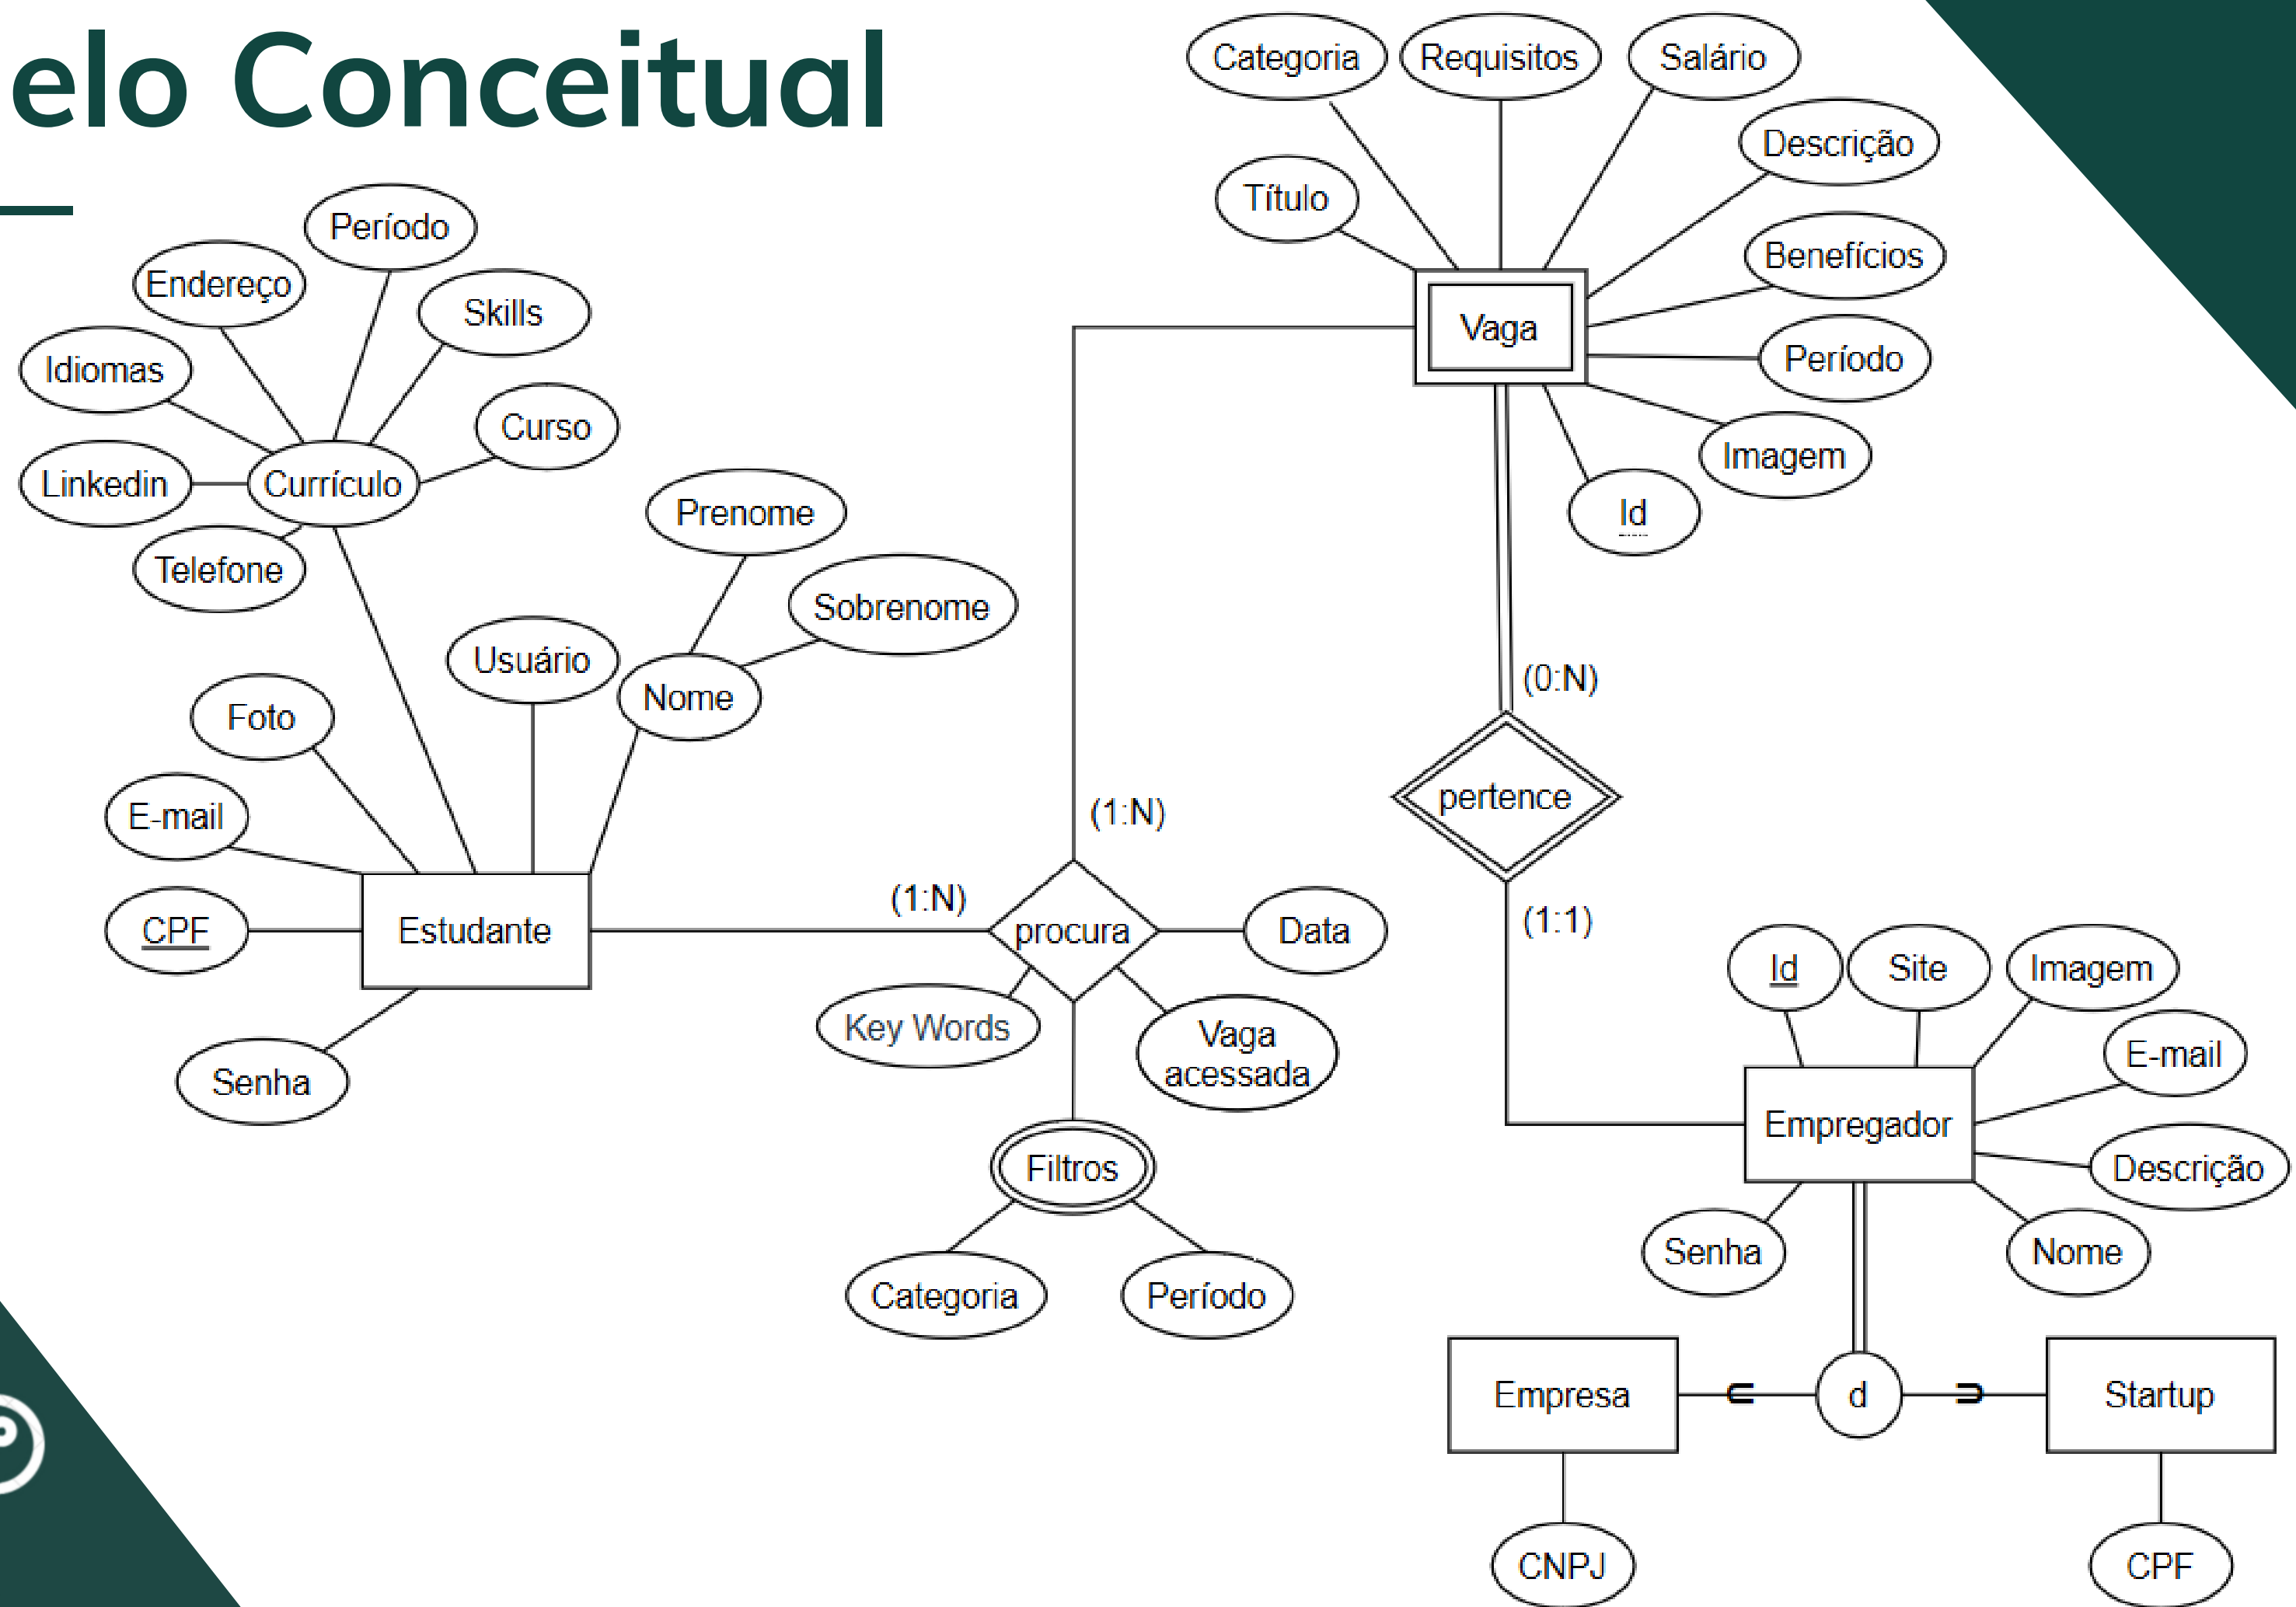 elo Conceitual
Categoria
Requisitos
Salário
Descrição
Título
Benefícios
Vaga
Período
Imagem
Id
Período
Endereço
Skills
Idiomas
Curso
Linkedin
Currículo
Telefone
Prenome
Sobrenome
Usuário
Nome
Foto
E-mail
CPF
Estudante
Senha
(1:N)
(1:N)
procura
Data
Key Words
Vaga
acessada
Filtros
Categoria
Período
(0:N)
pertence
(1:1)
Id
Site
Imagem
E-mail
Empregador
Descrição
Senha
Nome
Empresa
d
Startup
CNPJ
CPF